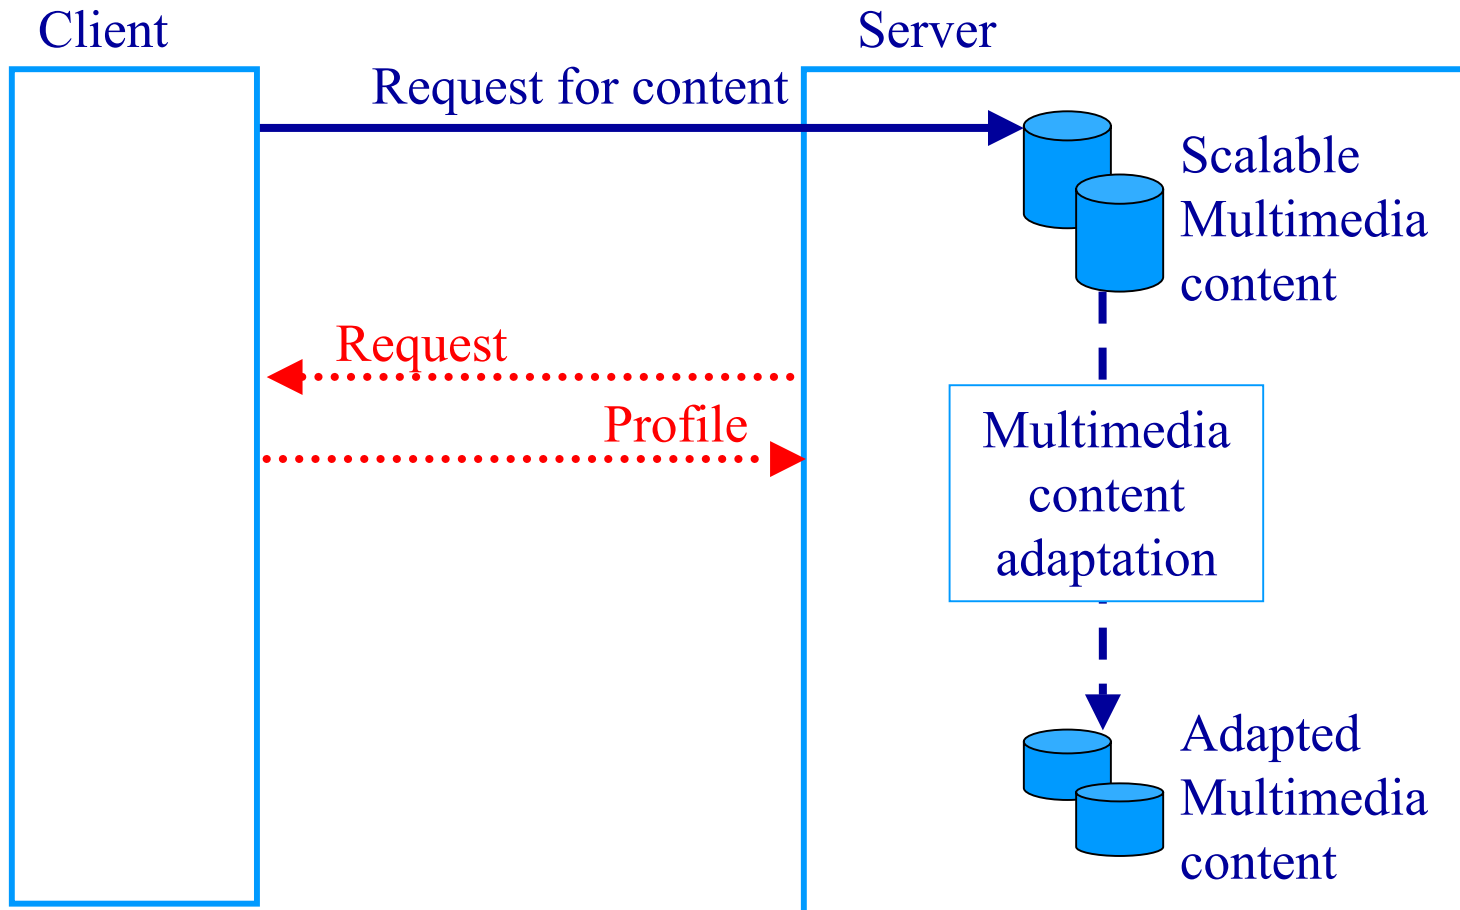 Client
Server
Request for content
Scalable
Multimedia
content
Request
Profile
Multimedia
content
adaptation
Adapted
Multimedia
content